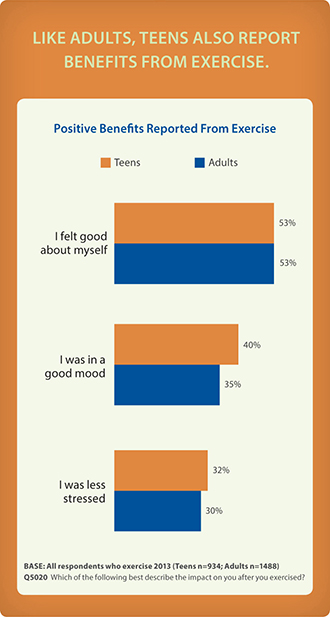 LIKE ADULTS, TEENS ALSO REPORT
BENEFITS FROM EXERCISE.
Positive Benefits Reported From Exercise
Teens
Adults
I felt good
about myself
53%
53%
I was in a
good mood
40%
35%
I was less
stressed
32%
30%
BASE: All respondents who exercise 2013 (Teens n=934; Adults n=1488)
Q5020 Which of the following best describe the impact on you after you exercised?